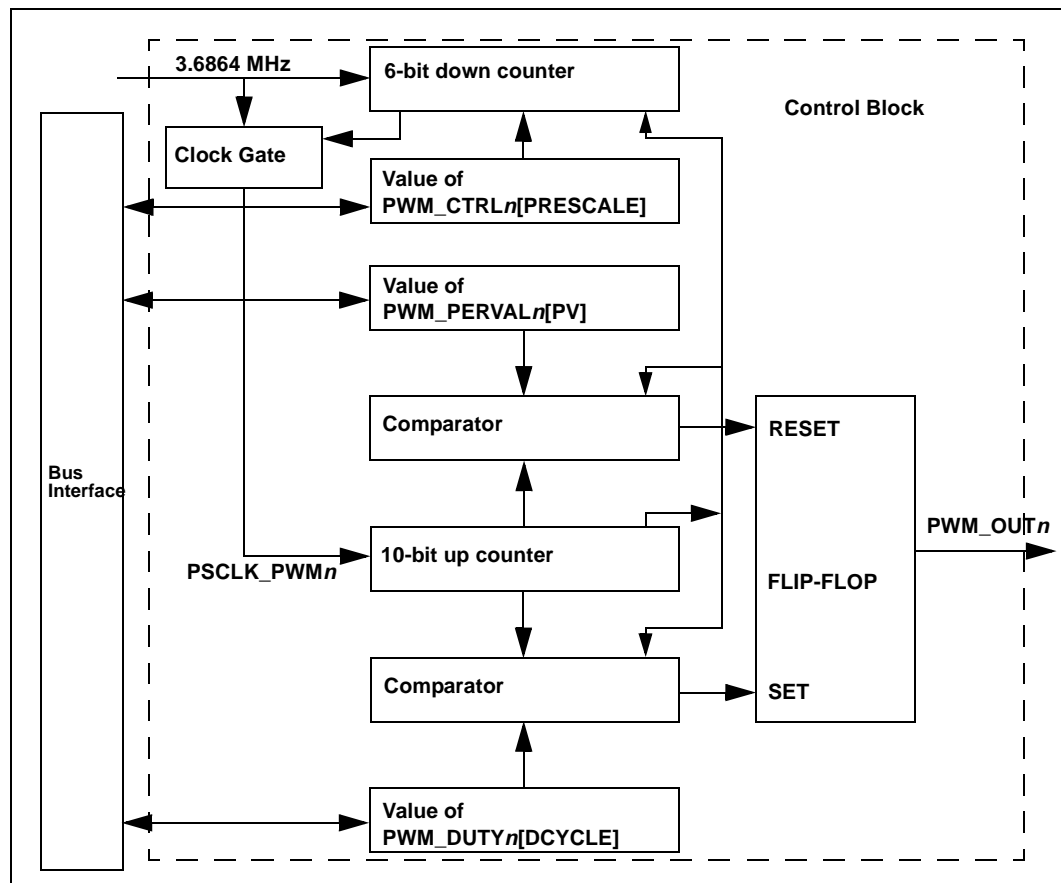 3.6864 MHz
6-bit down counter
Control Block
Clock Gate
Value of
PWM_CTRLn[PRESCALE]
Value of
PWM_PERVALn[PV]
Comparator
RESET
Bus
Interface
PWM_OUTn
10-bit up counter
PSCLK_PWMn
FLIP-FLOP
Comparator
SET
Value of
PWM_DUTYn[DCYCLE]